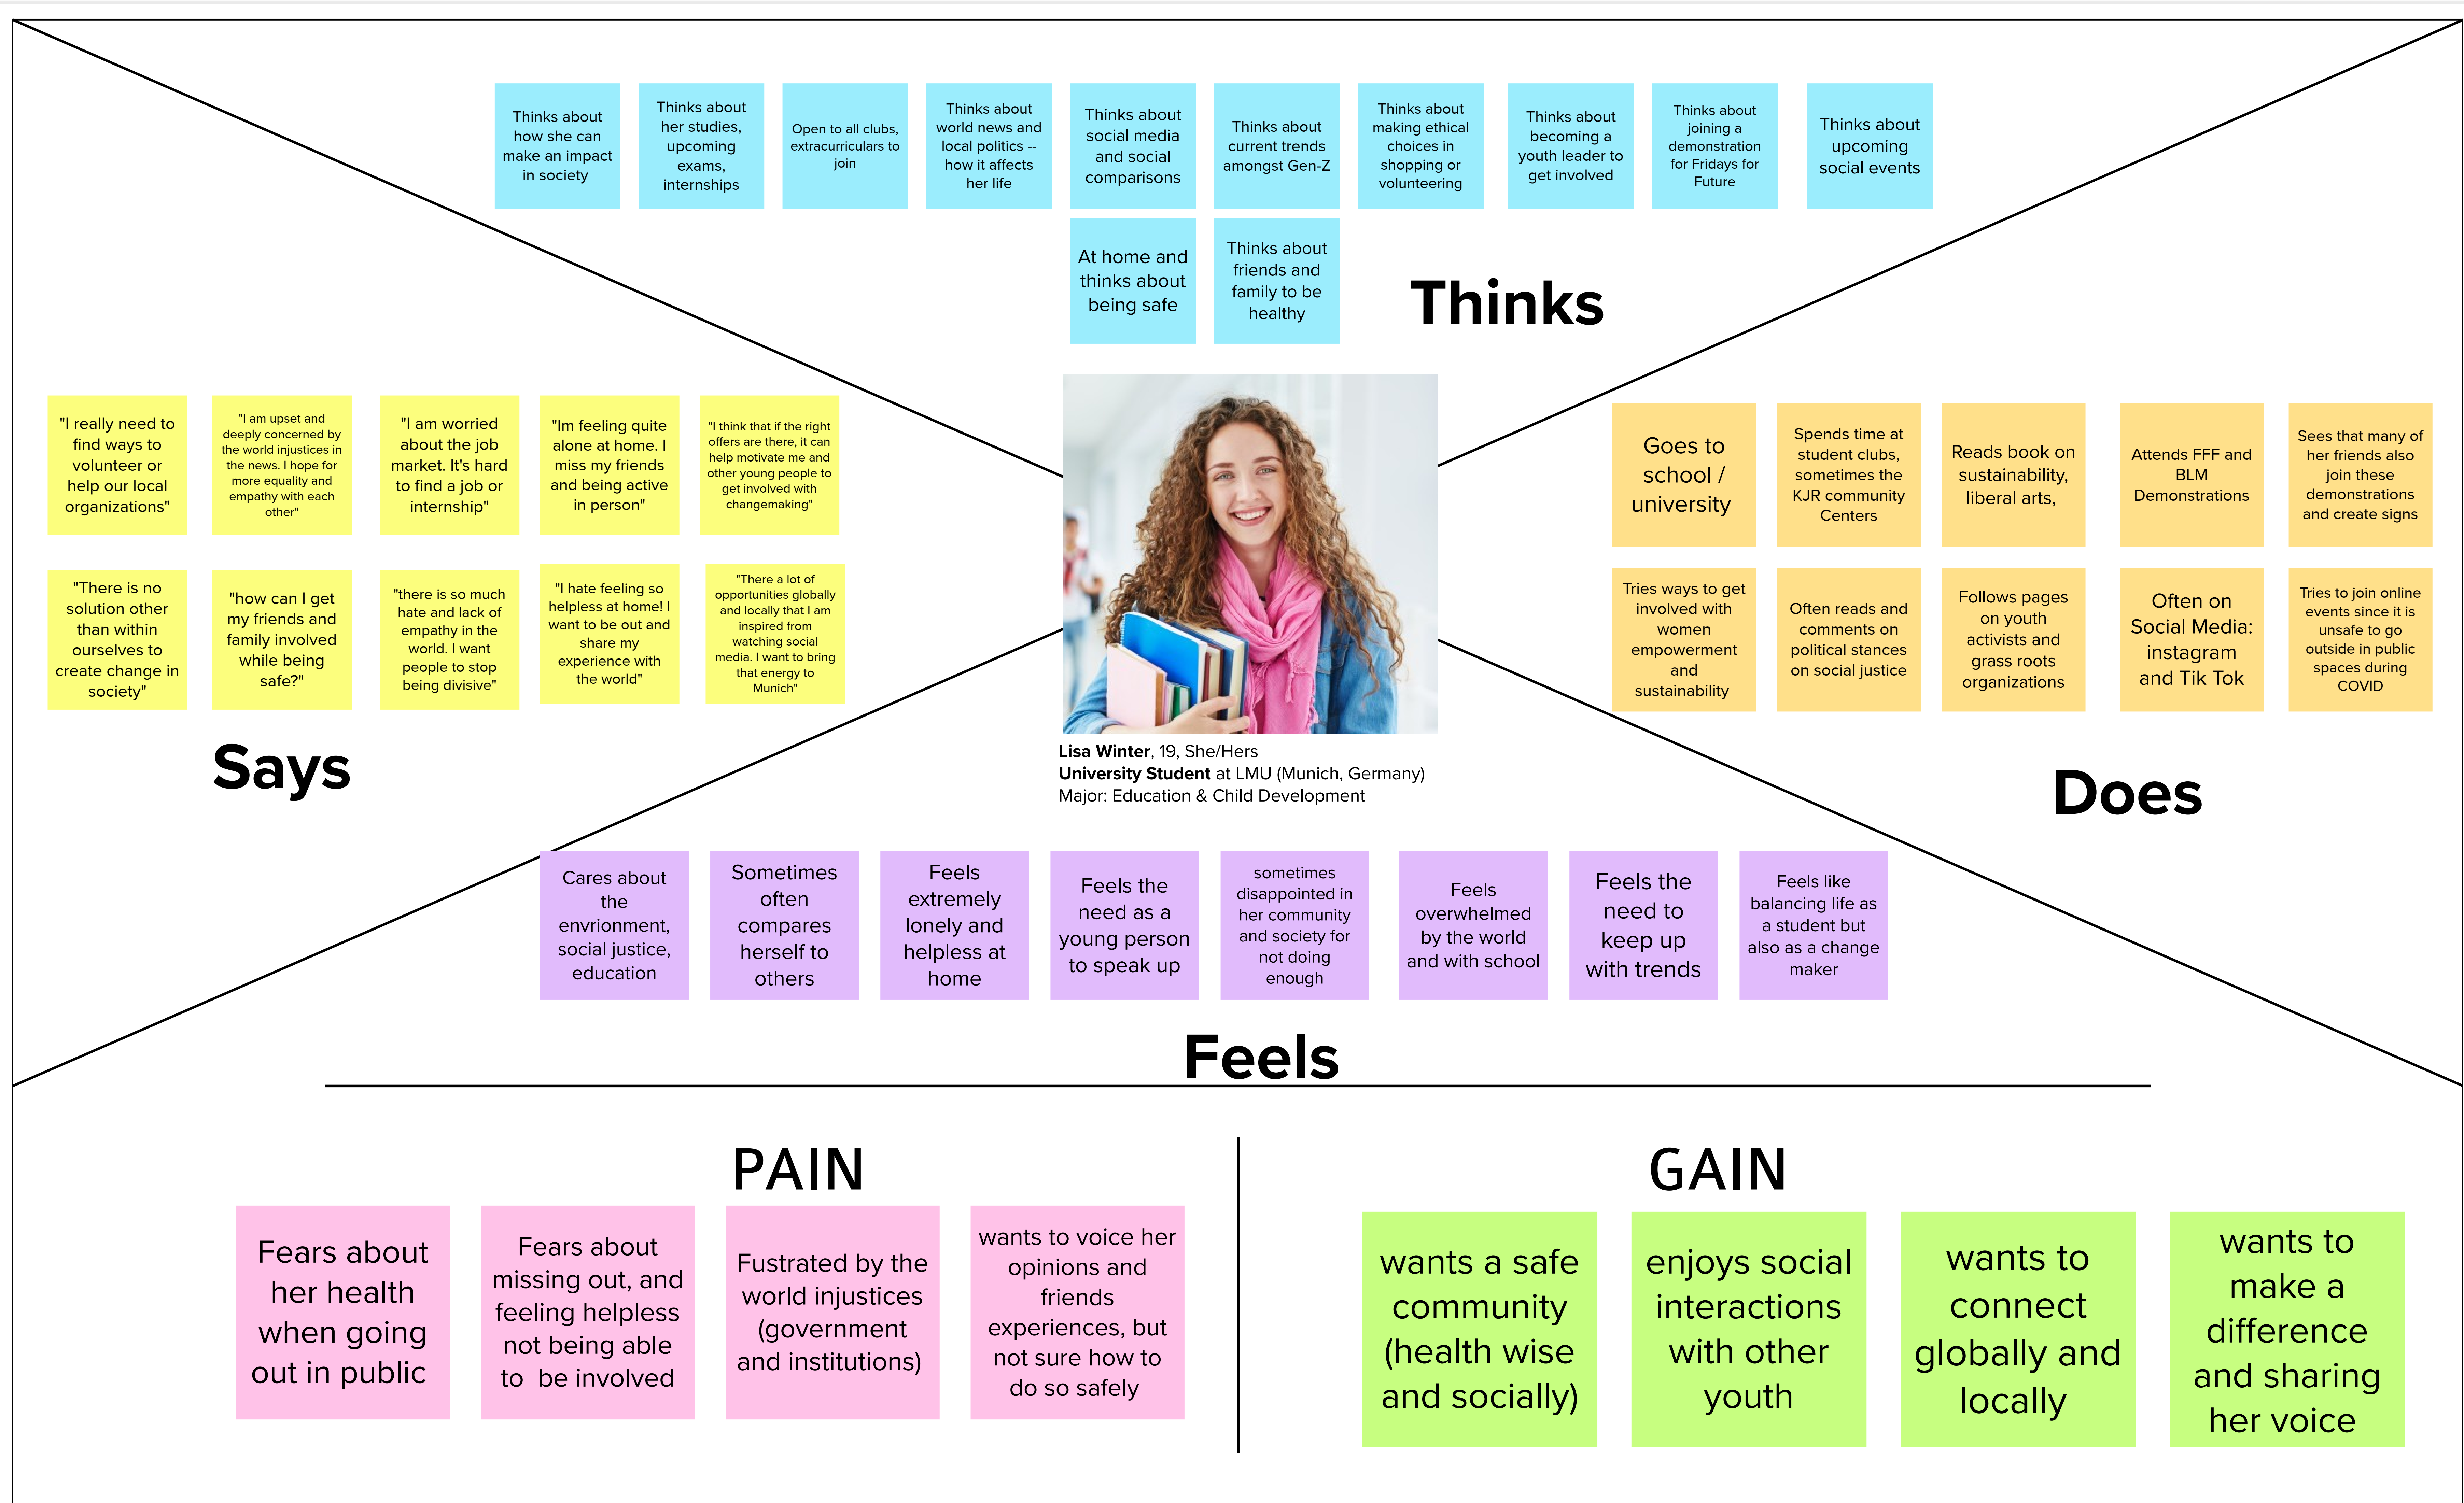 Thinks about
how she can
make an impact
in society
Thinks about
her studies,
upcoming
exams,
internships
Open to all clubs,
extracurriculars to
join
Thinks about
world news and
local politics --
how it affects
her life
Thinks about
social media
and social
comparisons
Thinks about
current trends
amongst Gen-Z
Thinks about
making ethical
choices in
shopping or
volunteering
Thinks about
becoming a
youth leader to
get involved
Thinks about
joining a
demonstration
for Fridays for
Future
Thinks about
upcoming
social events
At home and
thinks about
being safe
Thinks about
friends and
family to be
healthy
Thinks
"I really need to
find ways to
volunteer or
help our local
organizations"
"I am upset and
deeply concerned by
the world injustices in
the news. I hope for
more equality and
empathy with each
other"
"I am worried
about the job
market. It's hard
to find a job or
internship"
"Im feeling quite
alone at home. I
miss my friends
and being active
in person"
"I think that if the right
offers are there, it can
help motivate me and
other young people to
get involved with
changemaking"
"There is no
solution other
than within
ourselves to
create change in
society"
"how can I get
my friends and
family involved
while being
safe?"
"there is so much
hate and lack of
empathy in the
world. I want
people to stop
being divisive"
"I hate feeling so
helpless at home! I
want to be out and
share my
experience with
the world"
"There a lot of
opportunities globally
and locally that I am
inspired from
watching social
media. I want to bring
that energy to
Munich"
Says
Lisa Winter, 19, She/Hers
University Student at LMU (Munich, Germany)
Major: Education & Child Development
Goes to
school /
university
Spends time at
student clubs,
sometimes the
KJR community
Centers
Reads book on
sustainability,
liberal arts,
Attends FFF and
BLM
Demonstrations
Sees that many of
her friends also
join these
demonstrations
and create signs
Tries ways to get
involved with
women
empowerment
and
sustainability
Often reads and
comments on
political stances
on social justice
Follows pages
on youth
activists and
grass roots
organizations
Often on
Social Media:
instagram
and Tik Tok
Tries to join online
events since it is
unsafe to go
outside in public
spaces during
COVID
Does
Cares about
the
envrionment,
social justice,
education
Sometimes
often
compares
herself to
others
Feels
extremely
lonely and
helpless at
home
Feels the
need as a
young person
to speak up
sometimes
disappointed in
her community
and society for
not doing
enough
Feels
overwhelmed
by the world
and with school
Feels the
need to
keep up
with trends
Feels like
balancing life as
a student but
also as a change
maker
Feels
PAIN
Fears about
her health
when going
out in public
Fears about
missing out, and
feeling helpless
not being able
to be involved
Fustrated by the
world injustices
(government
and institutions)
wants to voice her
opinions and
friends
experiences, but
not sure how to
do so safely
GAIN
wants a safe
community
(health wise
and socially)
enjoys social
interactions
with other
youth
wants to
connect
globally and
locally
wants to
make a
difference
and sharing
her voice